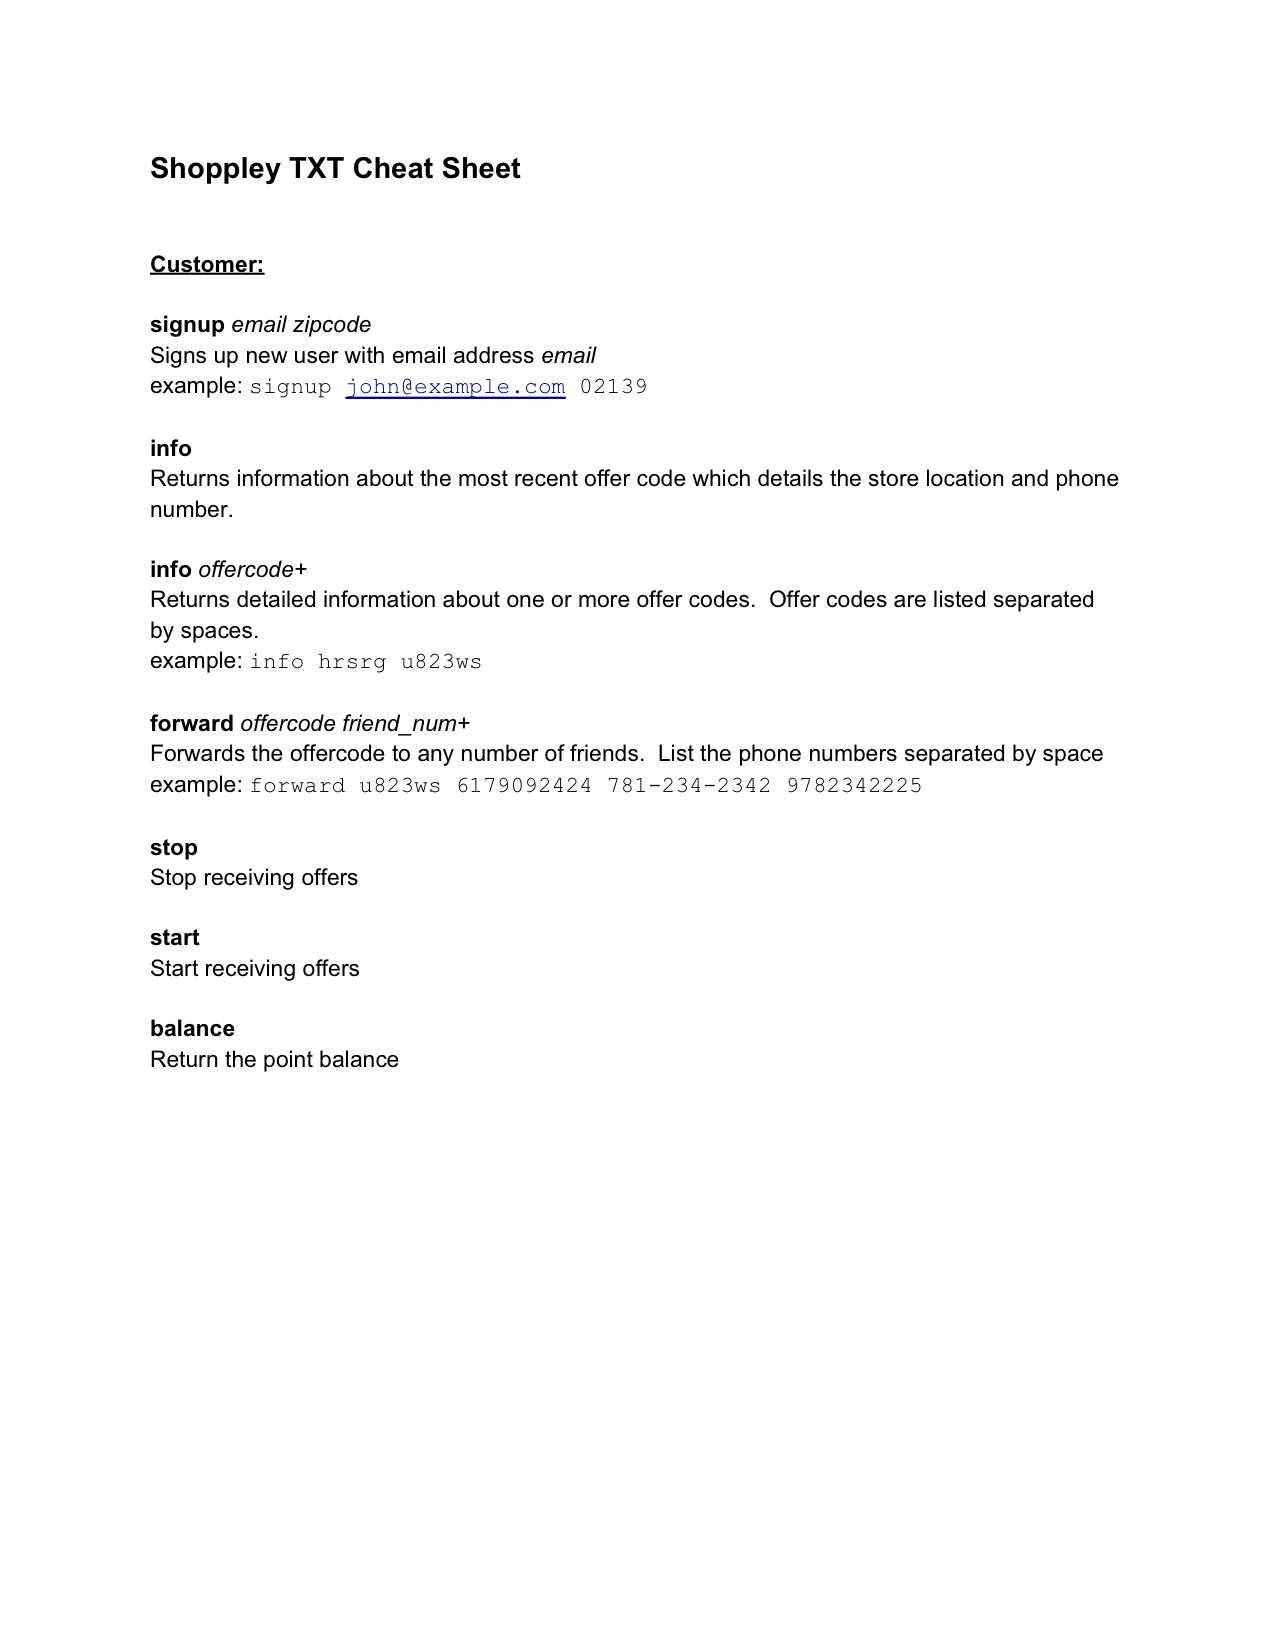 Shoppley TXT Cheat Sheet
Customer:
signup email zipcode
Signs up new user with email address email
example: signup john@example.com 02139
info
Returns information about the most recent offer code which details the store location and phone
number.
info offercode+
Returns detailed information about one or more offer codes.  Offer codes are listed separated
by spaces.
example: info hrsrg u823ws
forward offercode friend_num+
Forwards the offercode to any number of friends.  List the phone numbers separated by space
example: forward u823ws 6179092424 781-234-2342 9782342225
stop
Stop receiving offers
start
Start receiving offers
balance
Return the point balance